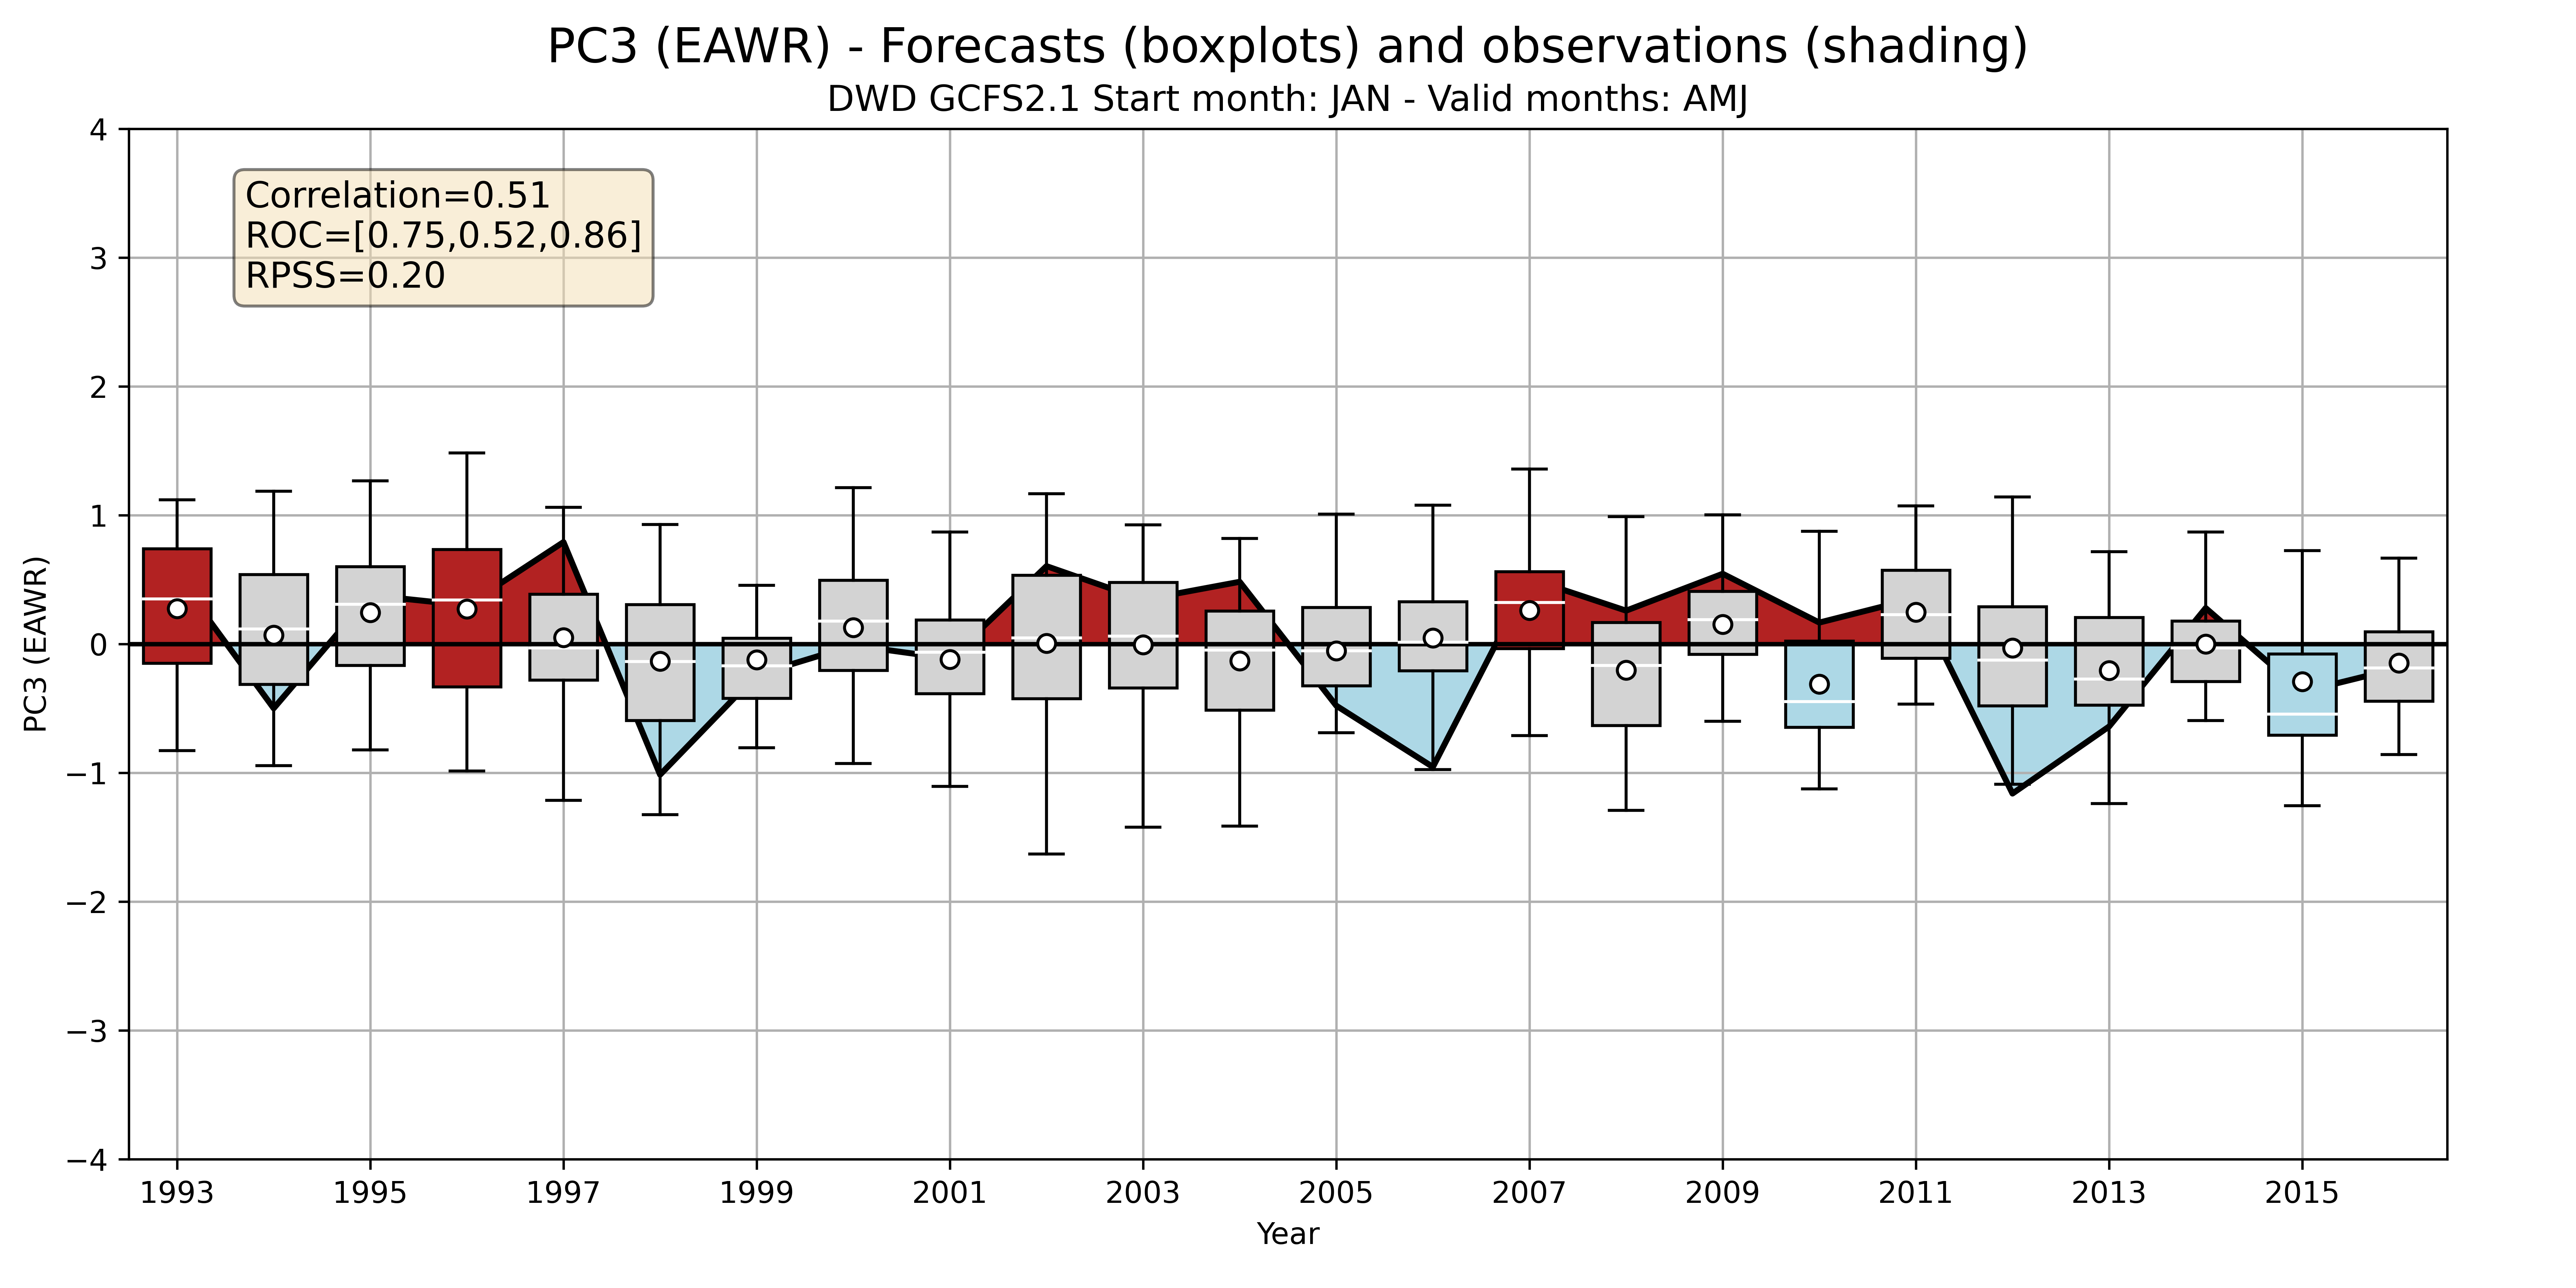 PC3 (EAWR) - Forecasts (boxplots) and observations (shading)
DWD GCFS2.1 Start month: JAN - Valid months: AMJ
Correlation=0.51
ROC=[0.75,0.52,0.86]
RPSS=0.20
PC3 (EAWR)
4
3
2
1
0
−1
−2
−3
−4
1993 1995 1997 1999 2001 2003 2005 2007 2009 2011 2013 2015
Year